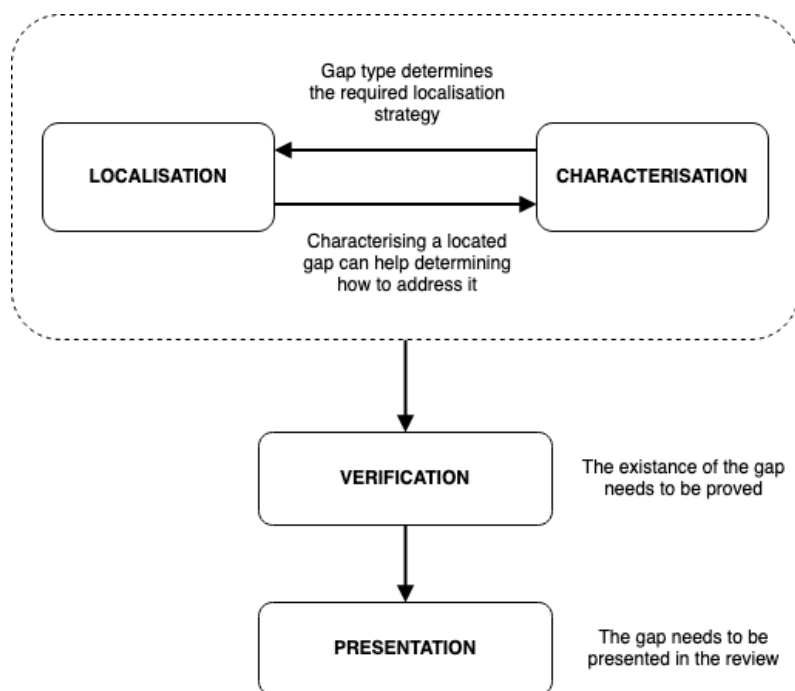 Gap type determines
the required localisation
strategy
LOCALISATION
CHARACTERISATION
Characterising a located
gap can help determining
how to address it
VERIFICATION
The existance of the gap
needs to be proved
PRESENTATION
The gap needs to be
presented in the review